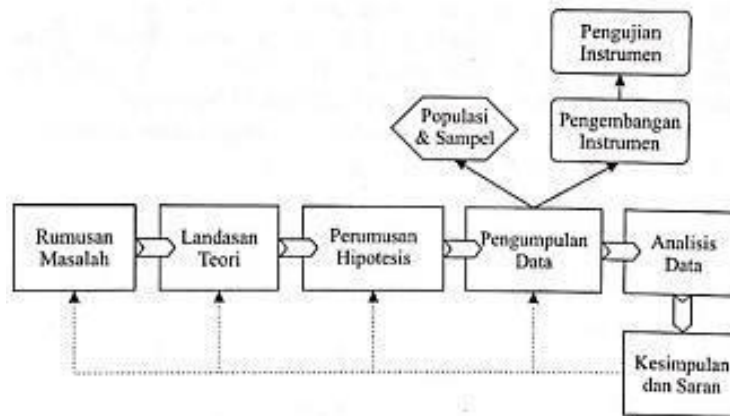 Pengujian
Instrumen
Populasi
& Sampel
Pengembangan
Instrumen
Rumusan
Masalah
Landasan
Teori
Perumusan
Hipotesis
Pengumpulan
Data
Analisis
Data
Kesimpulan
dan Saran